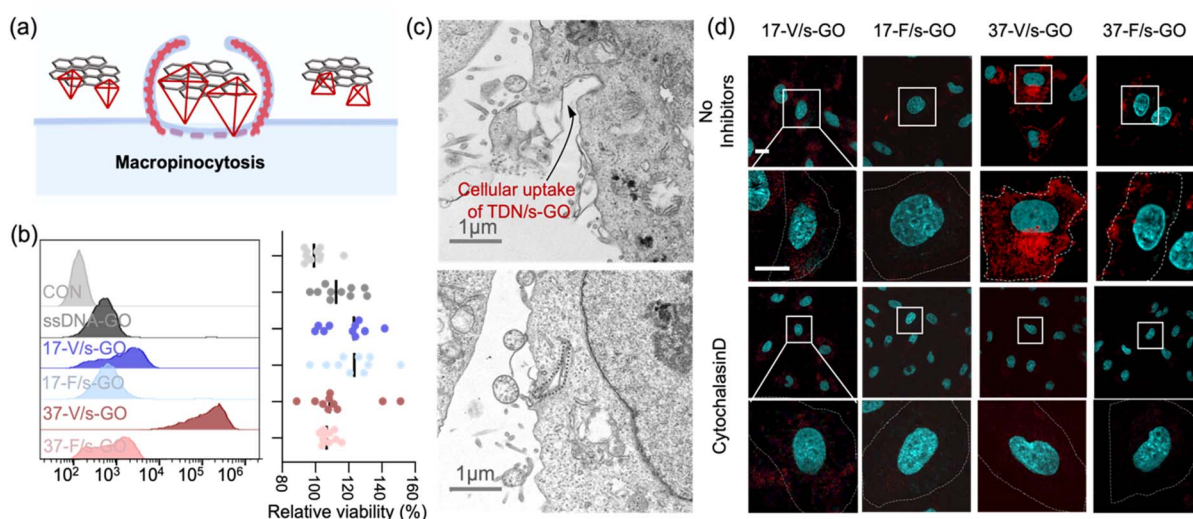 (a)
Macropinocytosis
(b)
CON
ssDNA-GO
17-V/s-GO
17-F/s-GO
37-V/s-GO
37-F/s-GO
10² 10³ 10⁴ 10⁵ 10⁶
80 100 120 140 160
Relative viability (%)
(c)
Cellular uptake
of TDN/s-GO
1μm
1μm
(d)
17-V/s-GO 17-F/s-GO 37-V/s-GO 37-F/s-GO
No
Inhibitors
CytochalasinD